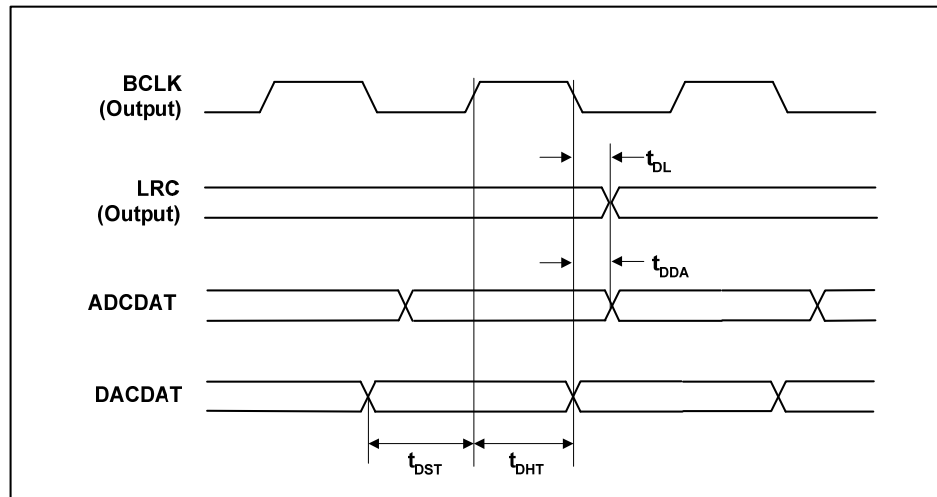 BCLK
(Output)
t_DL
LRC
(Output)
t_DDA
ADCDAT
DACDAT
t_DST
t_DHT